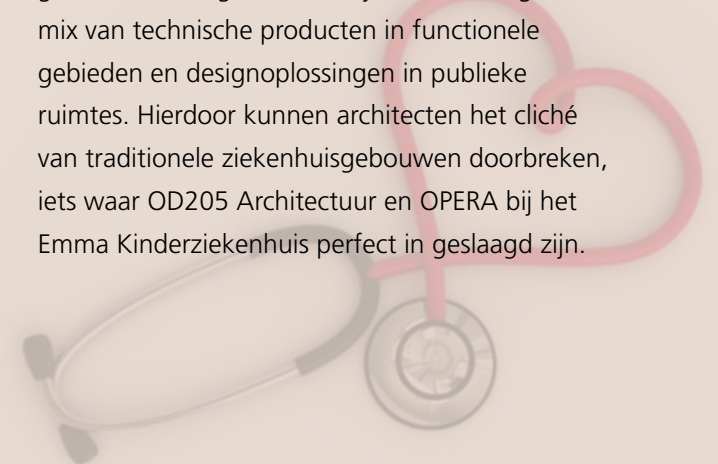 mix van technische producten in functionele
gebieden en designoplossingen in publieke
ruimtes. Hierdoor kunnen architecten het cliché
van traditionele ziekenhuisgebouwen doorbreken,
iets waar OD205 Architectuur en OPERA bij het
Emma Kinderziekenhuis perfect in geslaagd zijn.